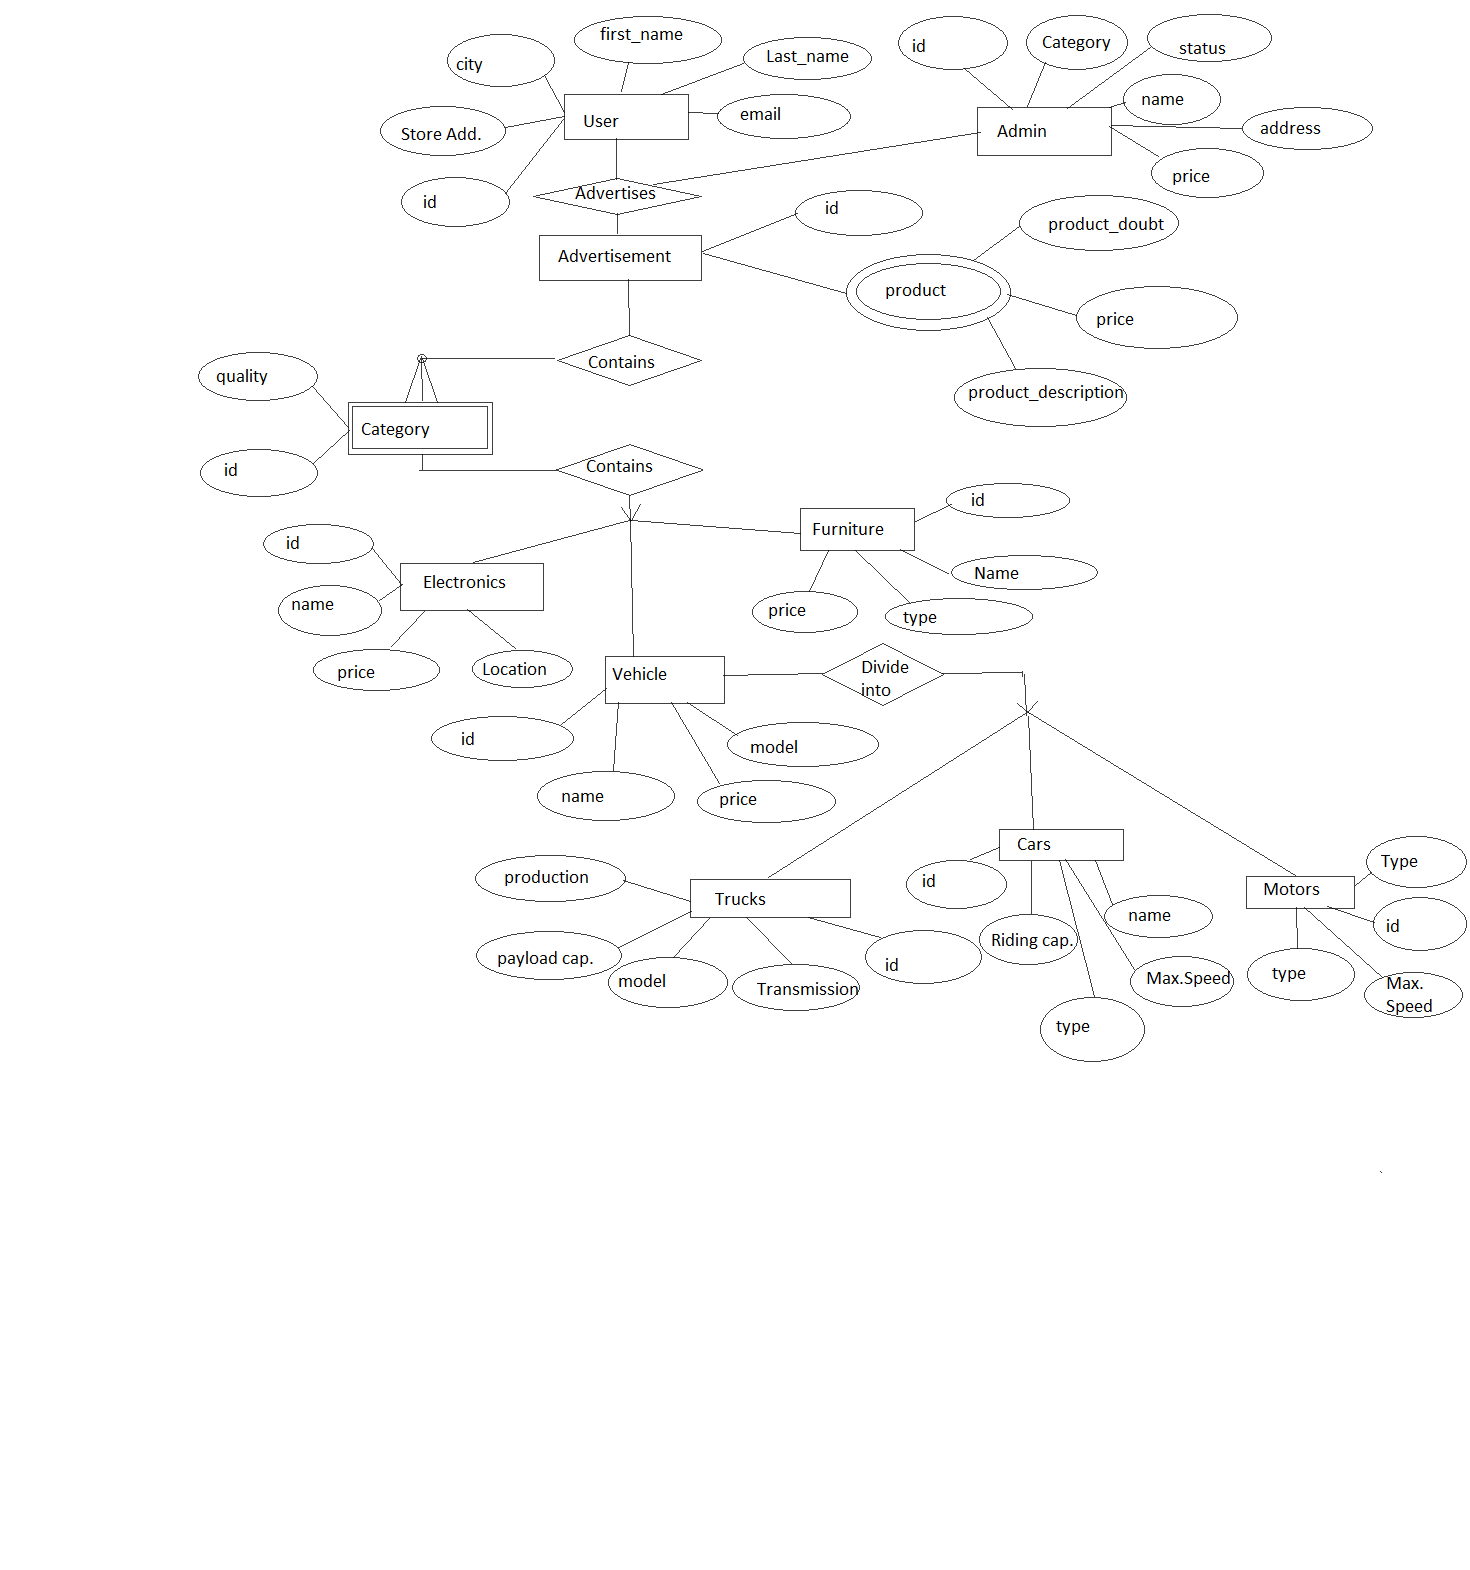 first_name
Last_name
city
email
User
Store Add.
id
id
Category
status
name
Admin
address
price
Advertises
id
product_doubt
Advertisement
product
price
product_description
Contains
quality
Category
id
Contains
id
Furniture
Name
price
type
id
Electronics
name
price
Location
Vehicle
Divide
into
id
model
name
price
production
Trucks
payload cap.
model
Transmission
id
Cars
id
Riding cap.
name
Max.Speed
type
Type
Motors
id
type
Max.
Speed